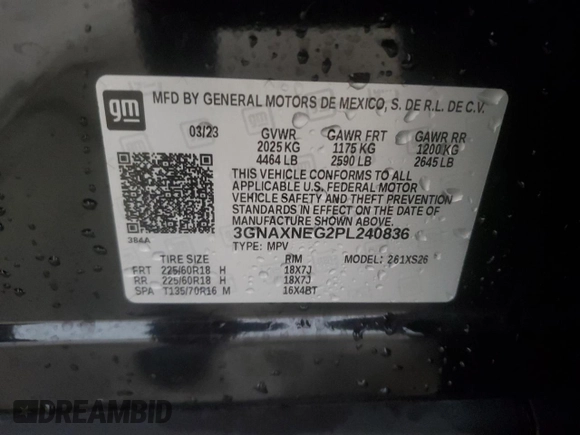 gm
MFD BY GENERAL MOTORS DE MEXICO, S. DE R.L. DE C.V.
03/23 GVWR GAWR FRT GAWR RR
2025 KG 1175 KG 1200 KG
4464 LB 2590 LB 2645 LB
THIS VEHICLE CONFORMS TO ALL
APPLICABLE U.S. FEDERAL MOTOR
VEHICLE SAFETY AND THEFT PREVENTION
STANDARDS IN EFFECT ON THE DATE OF
MANUFACTURE SHOWN ABOVE.
384A 3GNAXNEG2PL240836
TYPE: MPV MODEL: 261XS26
TIRE SIZE RIM
FRT 225/60R18 H 18X7J
RR 225/60R18 H 18X7J
SPA T135/70R16 M 16X4BT
DREAMBID